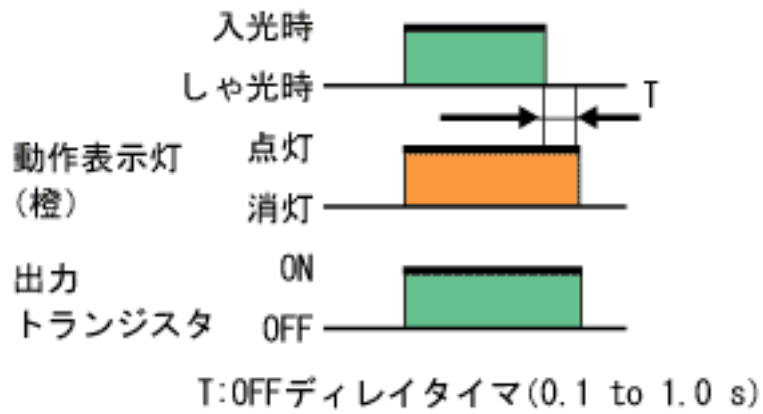 入光時
しゃ光時
T
動作表示灯
(橙)
点灯
消灯
出力
トランジスタ
ON
OFF
T:OFFディレイタイマ(0.1 to 1.0 s)